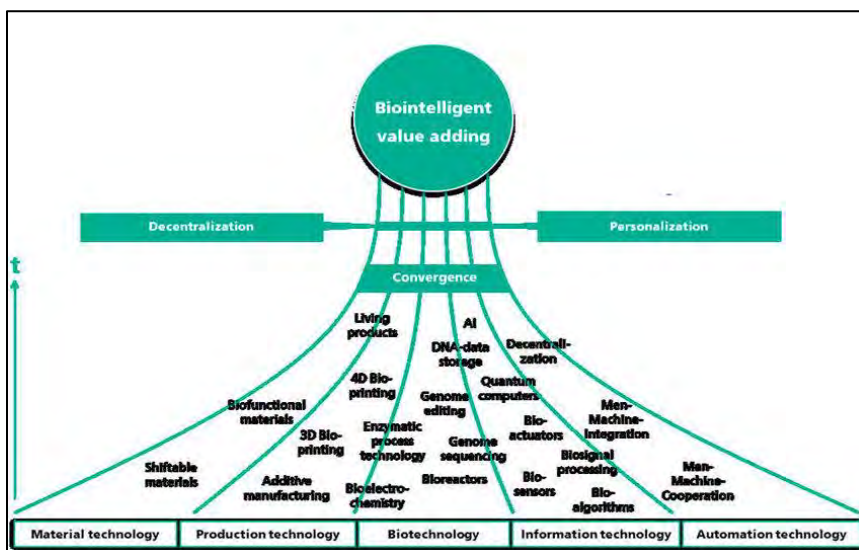 Biointelligent
value adding
Decentralization
Personalization
t
Convergence
Living
products
AI
DNA-data
storage
Decentrali-
zation
4D Bio-
printing
Quantum
computers
Genome
editing
Biofunctional
materials
Enzymatic
process
technology
Bio-
actuators
Men-
Machine-
Integration
3D Bio-
printing
Genome
sequencing
Biosignal
processing
Shiftable
materials
Additive
manufacturing
Bioelectro-
chemistry
Bioreactors
Bio-
sensors
Bio-
algorithms
Men-
Machine-
Cooperation
Material technology
Production technology
Biotechnology
Information technology
Automation technology